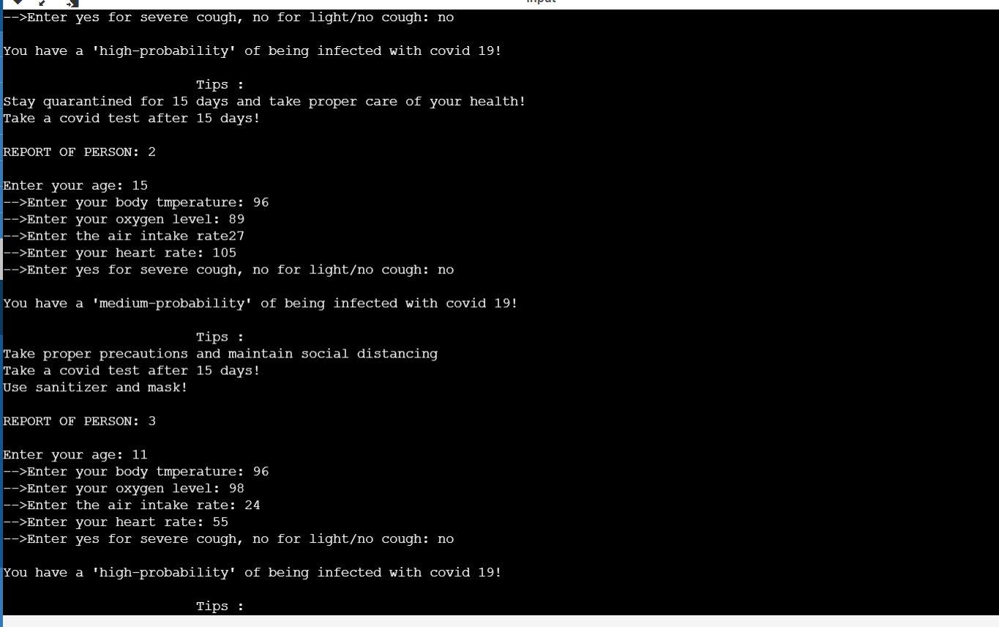 input
-->Enter yes for severe cough, no for light/no cough: no
You have a 'high-probability' of being infected with covid 19!
Tips :
Stay quarantined for 15 days and take proper care of your health!
Take a covid test after 15 days!
REPORT OF PERSON: 2
Enter your age: 15
-->Enter your body tmperature: 96
-->Enter your oxygen level: 89
-->Enter the air intake rate27
-->Enter your heart rate: 105
-->Enter yes for severe cough, no for light/no cough: no
You have a 'medium-probability' of being infected with covid 19!
Tips :
Take proper precautions and maintain social distancing
Take a covid test after 15 days!
Use sanitizer and mask!
REPORT OF PERSON: 3
Enter your age: 11
-->Enter your body tmperature: 96
-->Enter your oxygen level: 98
-->Enter the air intake rate: 24
-->Enter your heart rate: 55
-->Enter yes for severe cough, no for light/no cough: no
You have a 'high-probability' of being infected with covid 19!
Tips :